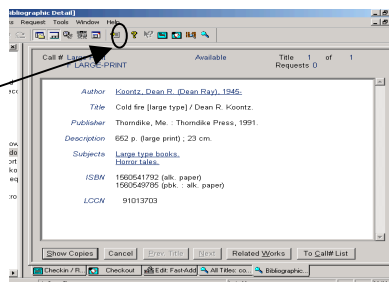 bliographic Detail]
s Request Tools Window He
Call # Large Print Available Title 1 of 1
F LARGE-PRINT Requests 0
Author Koontz, Dean R. (Dean Ray), 1945-
Title Cold fire [large type] / Dean R. Koontz.
Publisher Thorndike, Me. : Thorndike Press, 1991.
Description 652 p. (large print) ; 23 cm.
Subjects Large type books.
Horror tales.
ISBN 1560541792 (alk. paper)
1560549785 (pbk. : alk. paper)
LCCN 91013703
Show Copies Cancel Prev. Title Next Related Works To Call# List
Checkin / R... Checkout Edit: Fast-Add All Titles: co... Bibliographic...